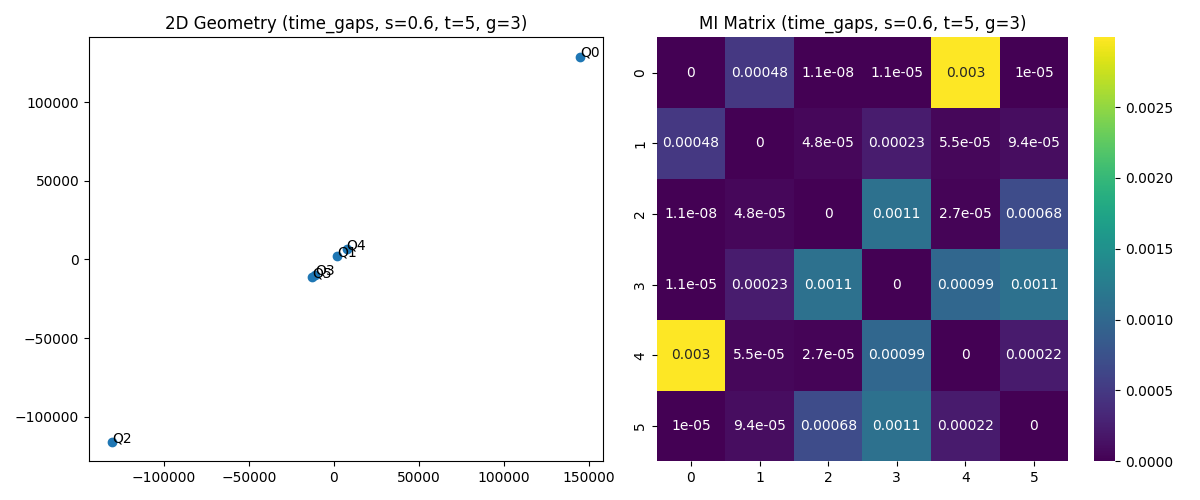 2D Geometry (time_gaps, s=0.6, t=5, g=3)
100000
50000
0
−50000
−100000
−100000 −50000 0 50000 100000 150000
Q0
Q4
Q1
Q3
Q5
Q2
MI Matrix (time_gaps, s=0.6, t=5, g=3)
0 0 0.00048 1.1e-08 1.1e-05 0.003 1e-05
1 0.00048 0 4.8e-05 0.00023 5.5e-05 9.4e-05
2 1.1e-08 4.8e-05 0 0.0011 2.7e-05 0.00068
3 1.1e-05 0.00023 0.0011 0 0.00099 0.0011
4 0.003 5.5e-05 2.7e-05 0.00099 0 0.00022
5 1e-05 9.4e-05 0.00068 0.0011 0.00022 0
0 1 2 3 4 5
0.0025
0.0020
0.0015
0.0010
0.0005
0.0000